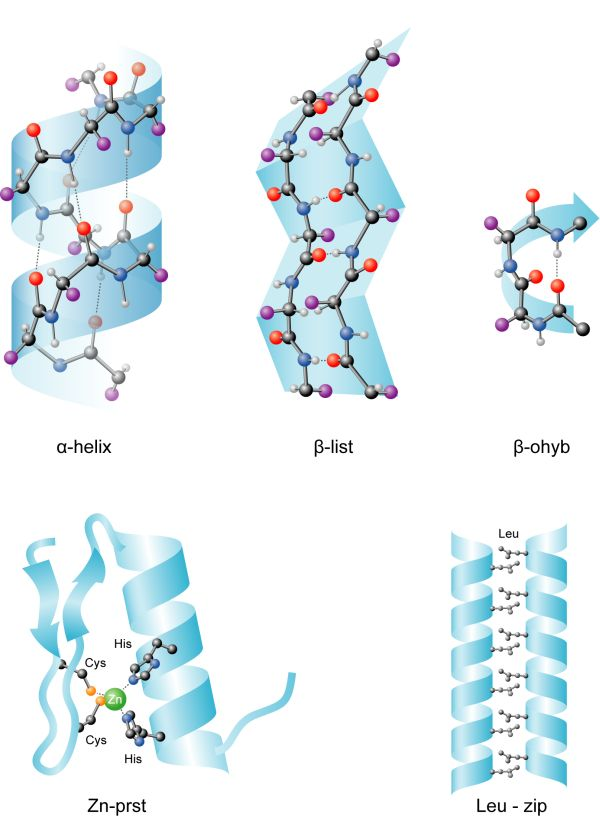 α-helix
β-list
β-ohyb
Leu
His
Cys
Zn
Cys
His
Zn-prst
Leu - zip